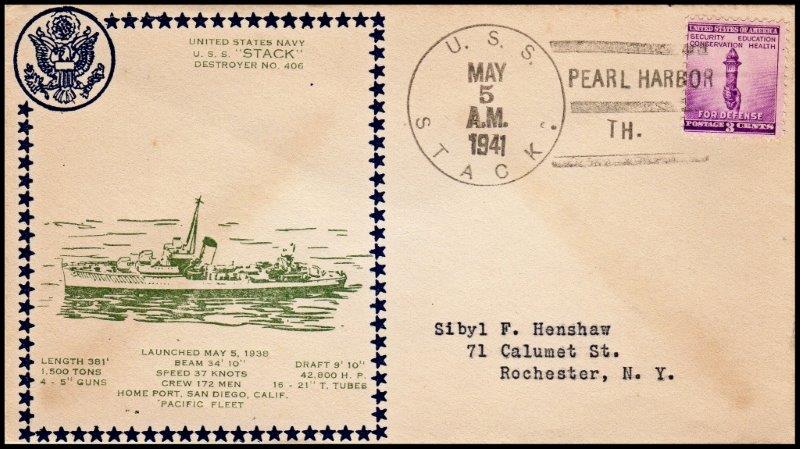 UNITED STATES NAVY
U. S. S. "STACK"
DESTROYER NO. 406
LAUNCHED MAY 5, 1938
LENGTH 381' BEAM 34' 10" DRAFT 9' 10"
1,500 TONS SPEED 37 KNOTS 42,800 H. P.
4 - 5" GUNS CREW 172 MEN 16 - 21" T. TUBES
HOME PORT, SAN DIEGO, CALIF.
PACIFIC FLEET
U. S. S.
STACK.
MAY
5
A.M.
1941
PEARL HARBOR
TH.
UNITED STATES OF AMERICA
SECURITY EDUCATION
CONSERVATION HEALTH
FOR DEFENSE
POSTAGE 3 CENTS
Sibyl F. Henshaw
71 Calumet St.
Rochester, N. Y.